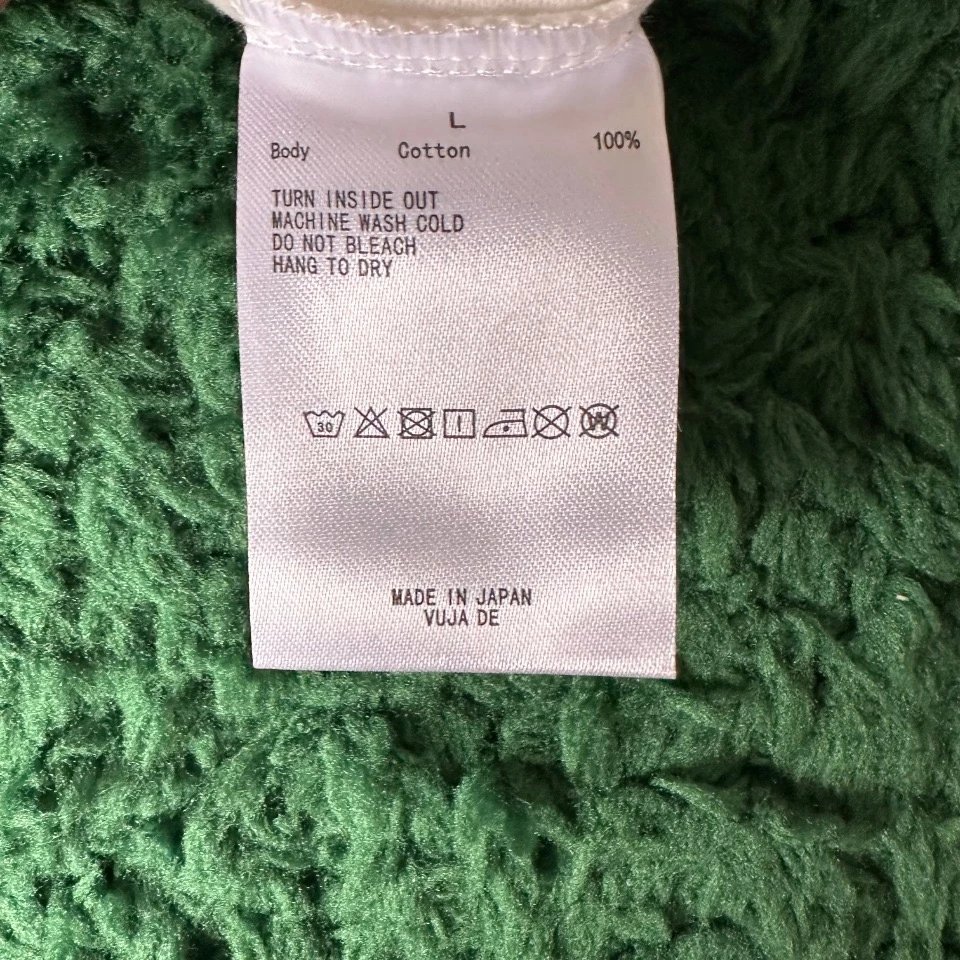 L
Body Cotton 100%
TURN INSIDE OUT
MACHINE WASH COLD
DO NOT BLEACH
HANG TO DRY
30
W
MADE IN JAPAN
VUJA DE